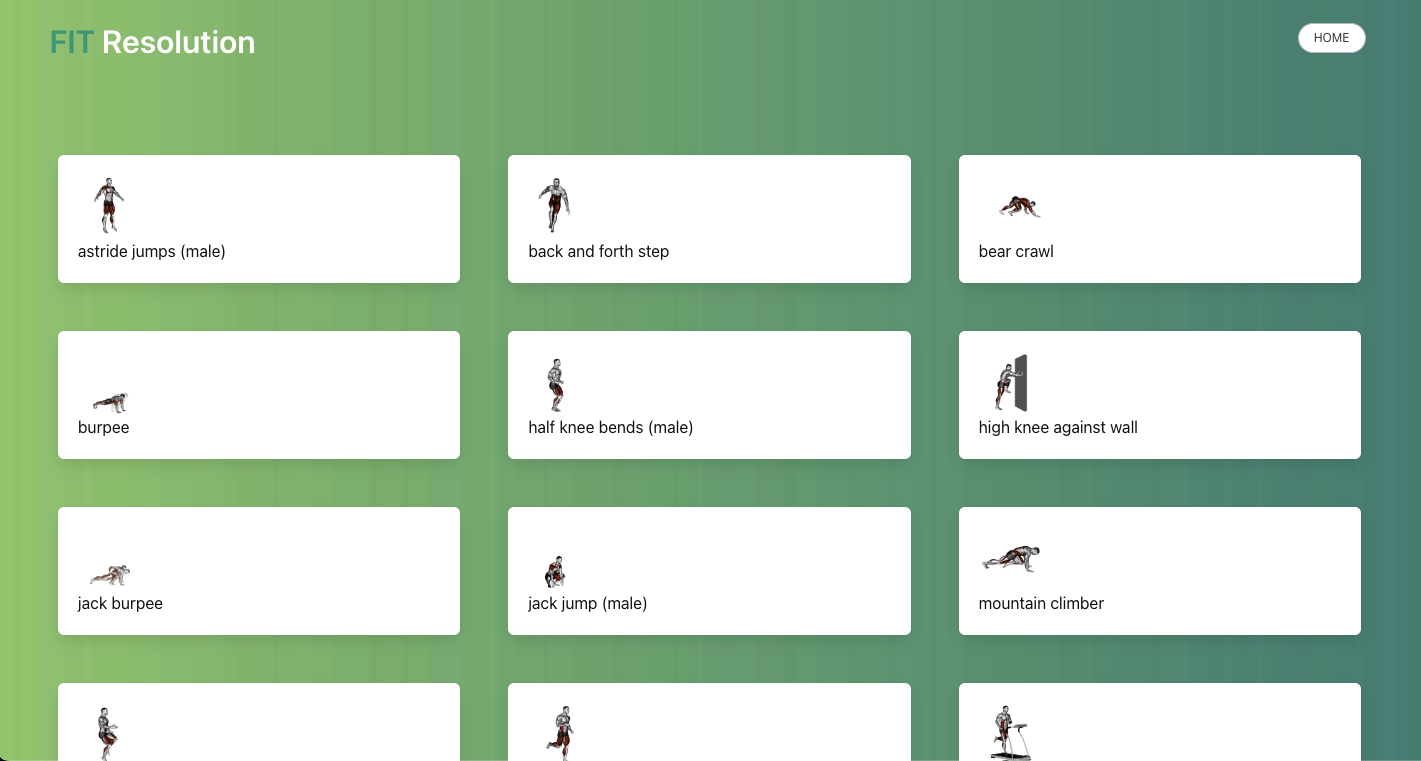 FIT Resolution
HOME
astride jumps (male)
back and forth step
bear crawl
burpee
half knee bends (male)
high knee against wall
jack burpee
jack jump (male)
mountain climber